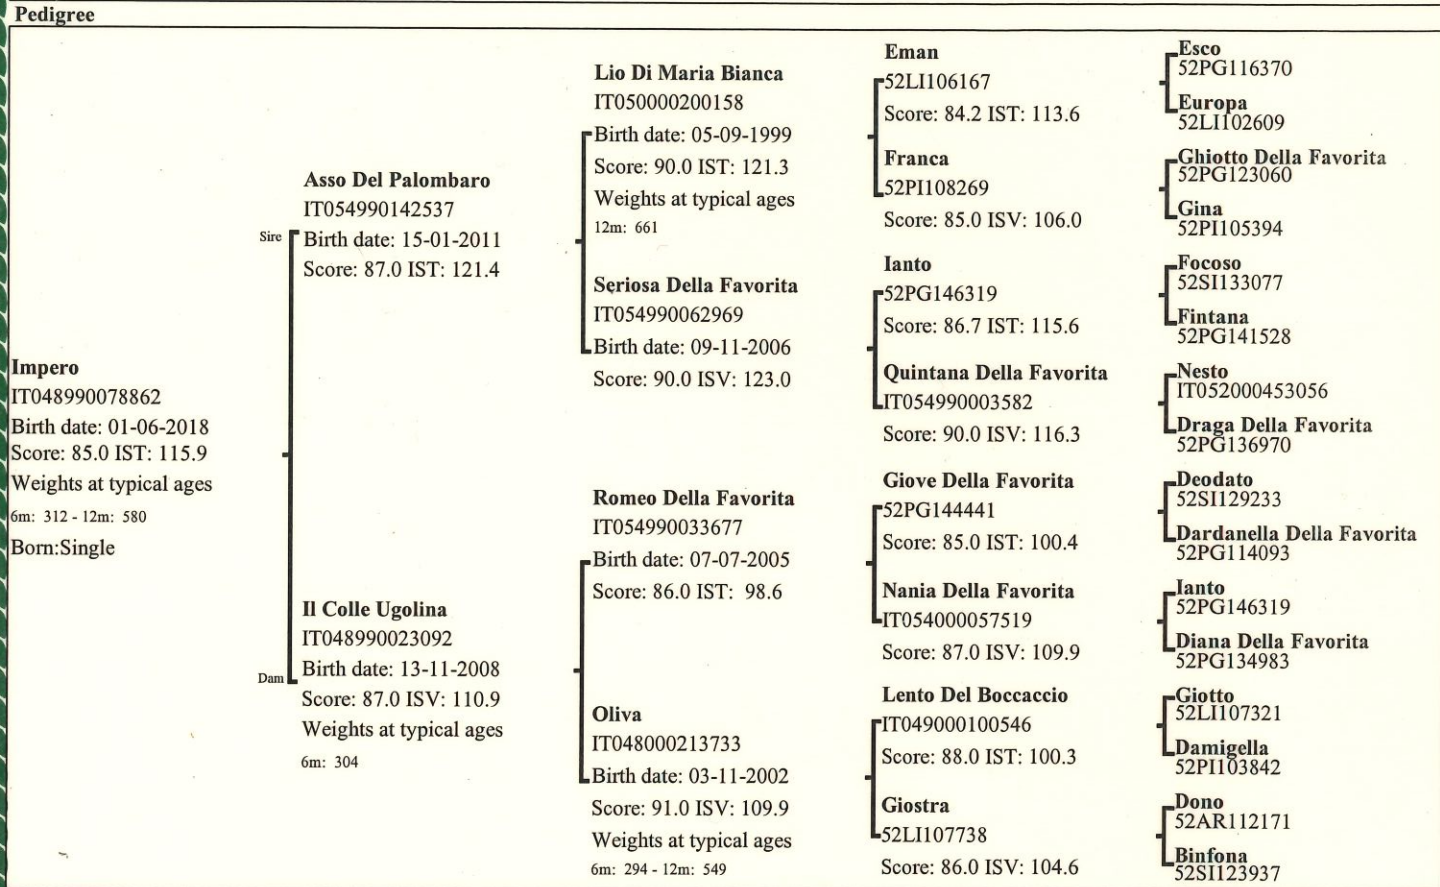 Pedigree
Impero
IT048990078862
Birth date: 01-06-2018
Score: 85.0 IST: 115.9
Weights at typical ages
6m: 312 - 12m: 580
Born:Single
Sire
Asso Del Palombaro
IT054990142537
Birth date: 15-01-2011
Score: 87.0 IST: 121.4
Dam
Il Colle Ugolina
IT048990023092
Birth date: 13-11-2008
Score: 87.0 ISV: 110.9
Weights at typical ages
6m: 304
Lio Di Maria Bianca
IT050000200158
Birth date: 05-09-1999
Score: 90.0 IST: 121.3
Weights at typical ages
12m: 661
Seriosa Della Favorita
IT054990062969
Birth date: 09-11-2006
Score: 90.0 ISV: 123.0
Romeo Della Favorita
IT054990033677
Birth date: 07-07-2005
Score: 86.0 IST: 98.6
Oliva
IT048000213733
Birth date: 03-11-2002
Score: 91.0 ISV: 109.9
Weights at typical ages
6m: 294 - 12m: 549
Eman
52LI106167
Score: 84.2 IST: 113.6
Franca
52PI108269
Score: 85.0 ISV: 106.0
Ianto
52PG146319
Score: 86.7 IST: 115.6
Quintana Della Favorita
IT054990003582
Score: 90.0 ISV: 116.3
Giove Della Favorita
52PG144441
Score: 85.0 IST: 100.4
Nania Della Favorita
IT054000057519
Score: 87.0 ISV: 109.9
Lento Del Boccaccio
IT049000100546
Score: 88.0 IST: 100.3
Giostra
52LI107738
Score: 86.0 ISV: 104.6
Esco
52PG116370
Europa
52LI102609
Ghiotto Della Favorita
52PG123060
Gina
52PI105394
Focoso
52SI133077
Fintana
52PG141528
Nesto
IT052000453056
Draga Della Favorita
52PG136970
Deodato
52SI129233
Dardanella Della Favorita
52PG114093
Ianto
52PG146319
Diana Della Favorita
52PG134983
Giotto
52LI107321
Damigella
52PI103842
Dono
52AR112171
Binfona
52SI123937